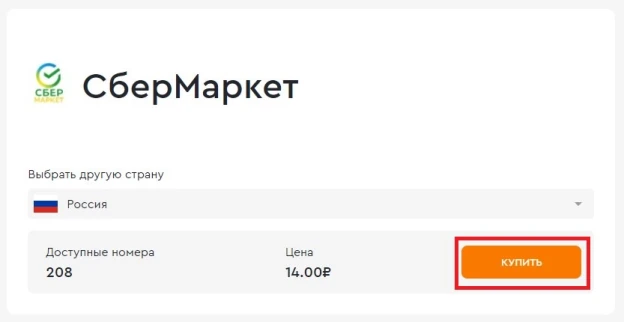 СБЕР
МАРКЕТ
СберМаркет
Выбрать другую страну
Россия
Доступные номера
208
Цена
14.00₽
КУПИТЬ